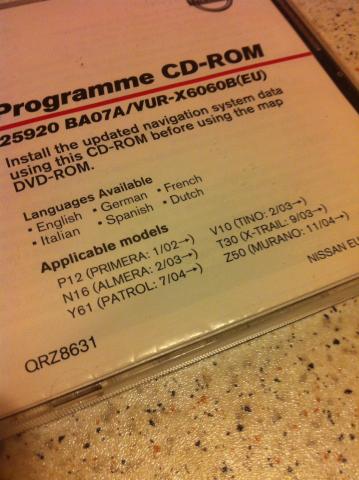 Programme CD-ROM
25920 BA07A/VUR-X6060B(EU)
Install the updated navigation system data
using this CD-ROM before using the map
DVD-ROM.
Languages Available
• English • German • French
• Italian • Spanish • Dutch
Applicable models
P12 (PRIMERA: 1/02→) V10 (TINO: 2/03→)
N16 (ALMERA: 2/03→) T30 (X-TRAIL: 9/03→)
Y61 (PATROL: 7/04→) Z50 (MURANO: 11/04→)
NISSAN EU
QRZ8631